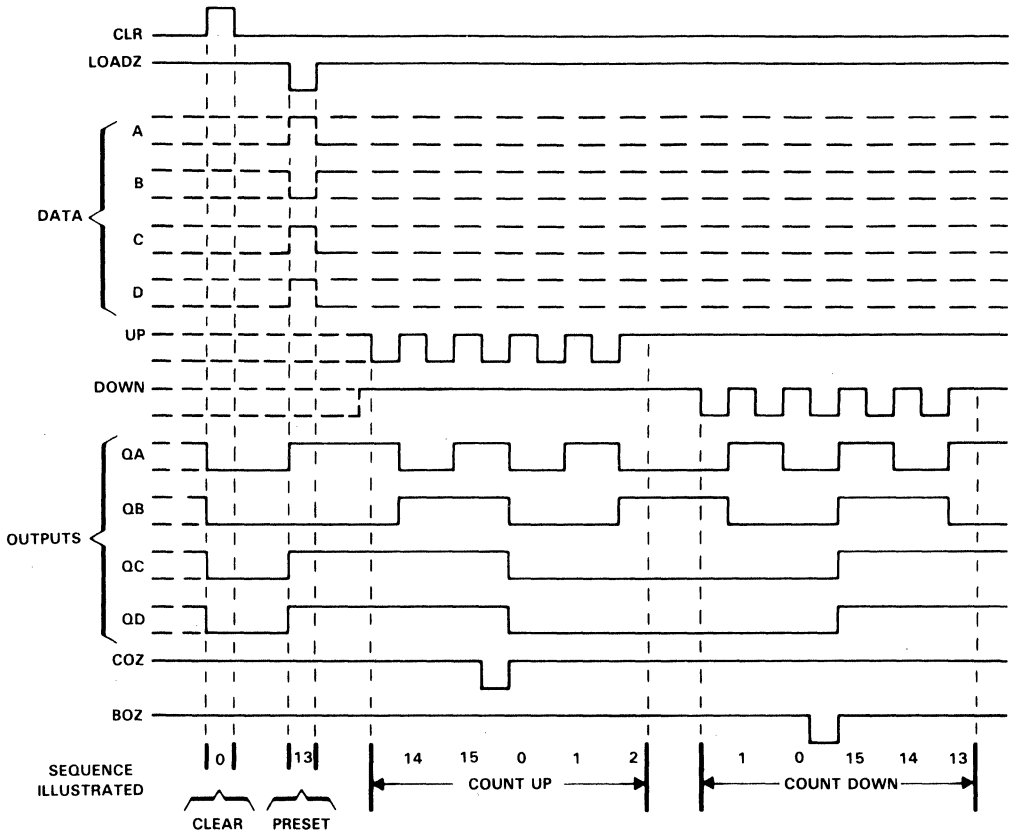 CLR
LOADZ
A
B
DATA
C
D
UP
DOWN
QA
QB
OUTPUTS
QC
QD
COZ
BOZ
0 13 14 15 0 1 2 1 0 15 14 13
SEQUENCE
ILLUSTRATED
COUNT UP COUNT DOWN
CLEAR PRESET